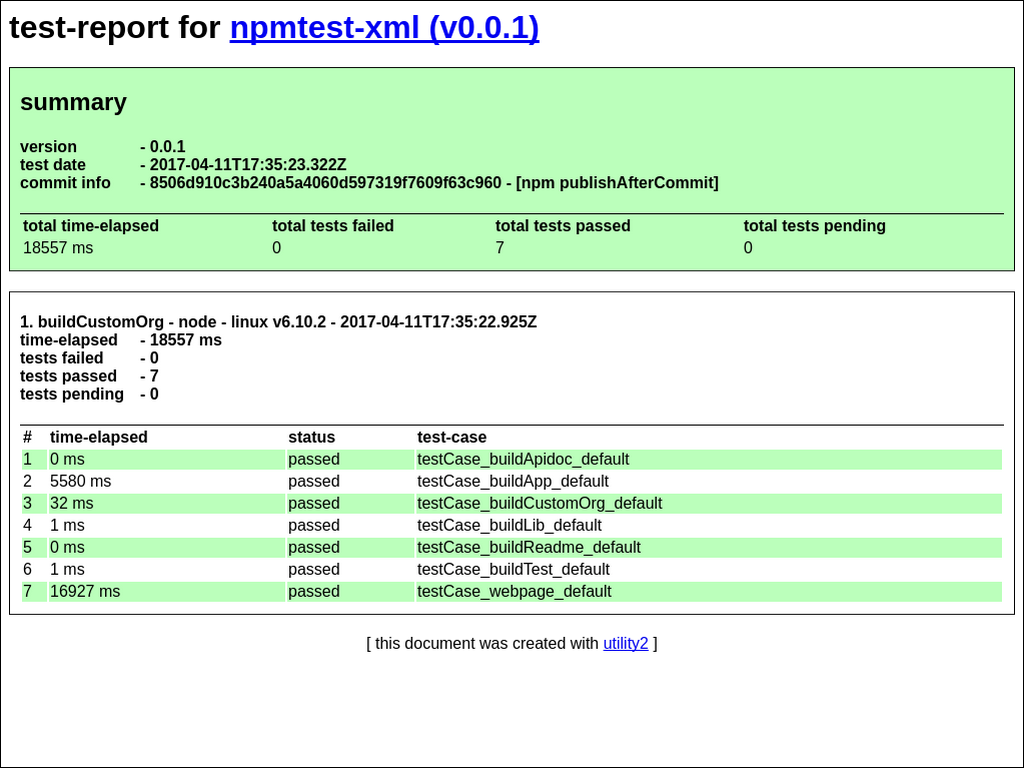 test-report for npmtest-xml (v0.0.1)
summary
version - 0.0.1
test date - 2017-04-11T17:35:23.322Z
commit info - 8506d910c3b240a5a4060d597319f7609f63c960 - [npm publishAfterCommit]
total time-elapsed total tests failed total tests passed total tests pending
18557 ms 0 7 0
1. buildCustomOrg - node - linux v6.10.2 - 2017-04-11T17:35:22.925Z
time-elapsed - 18557 ms
tests failed - 0
tests passed - 7
tests pending - 0
# time-elapsed status test-case
1 0 ms passed testCase_buildApidoc_default
2 5580 ms passed testCase_buildApp_default
3 32 ms passed testCase_buildCustomOrg_default
4 1 ms passed testCase_buildLib_default
5 0 ms passed testCase_buildReadme_default
6 1 ms passed testCase_buildTest_default
7 16927 ms passed testCase_webpage_default
[ this document was created with utility2 ]